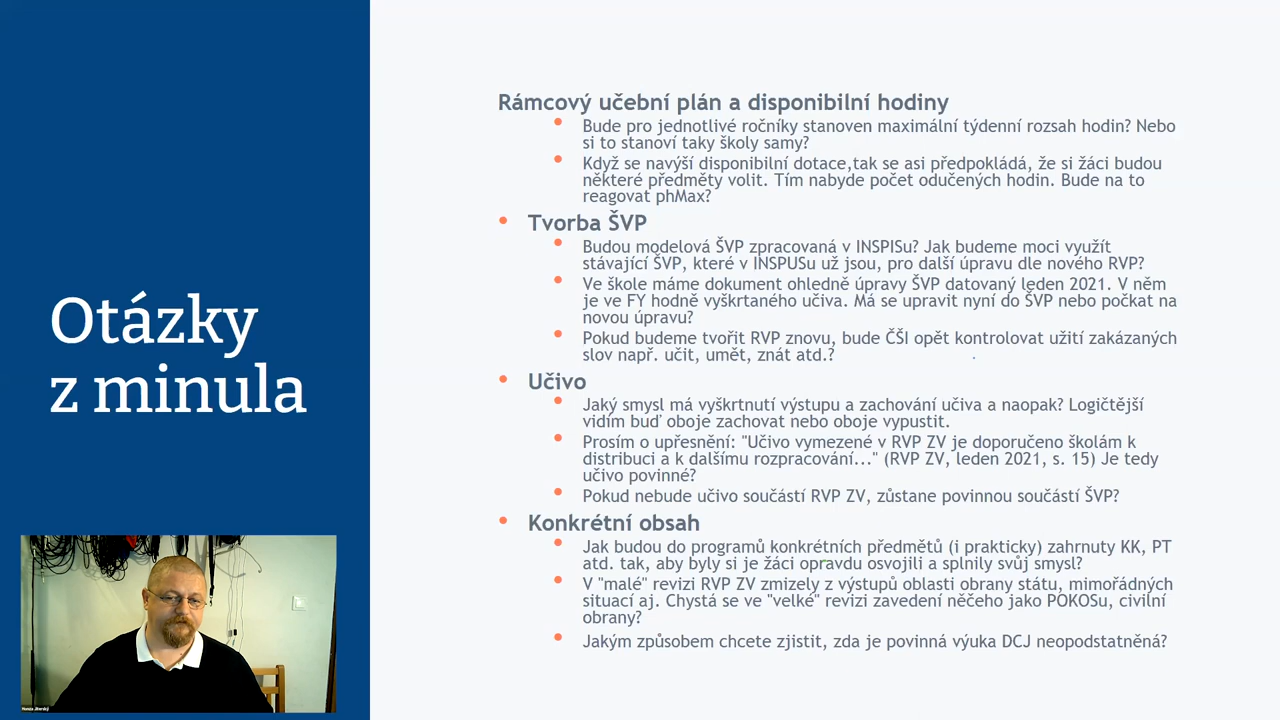 Otázky
z minula
Rámcový učební plán a disponibilní hodiny
Bude pro jednotlivé ročníky stanoven maximální týdenní rozsah hodin? Nebo
si to stanoví taky školy samy?
Když se navýší disponibilní dotace,tak se asi předpokládá, že si žáci budou
některé předměty volit. Tím nabyde počet odučených hodin. Bude na to
reagovat phMax?
Tvorba ŠVP
Budou modelová ŠVP zpracovaná v INSPISu? Jak budeme moci využít
stávající ŠVP, které v INSPUSu už jsou, pro další úpravu dle nového RVP?
Ve škole máme dokument ohledně úpravy ŠVP datovaný leden 2021. V něm
je ve FY hodně vyškrtaného učiva. Má se upravit nyní do ŠVP nebo počkat na
novou úpravu?
Pokud budeme tvořit RVP znovu, bude ČŠI opět kontrolovat užití zakázaných
slov např. učit, umět, znát atd.?
Učivo
Jaký smysl má vyškrtnutí výstupu a zachování učiva a naopak? Logičtější
vidím buď oboje zachovat nebo oboje vypustit.
Prosím o upřesnění: "Učivo vymezené v RVP ZV je doporučeno školám k
distribuci a k dalšímu rozpracování..." (RVP ZV, leden 2021, s. 15) Je tedy
učivo povinné?
Pokud nebude učivo součástí RVP ZV, zůstane povinnou součástí ŠVP?
Konkrétní obsah
Jak budou do programů konkrétních předmětů (i prakticky) zahrnuty KK, PT
atd. tak, aby byly si je žáci opravdu osvojili a splnily svůj smysl?
V "malé" revizi RVP ZV zmizely z výstupů oblasti obrany státu, mimořádných
situací aj. Chystá se ve "velké" revizi zavedení něčeho jako POKOSu, civilní
obrany?
Jakým způsobem chcete zjistit, zda je povinná výuka DCJ neopodstatněná?